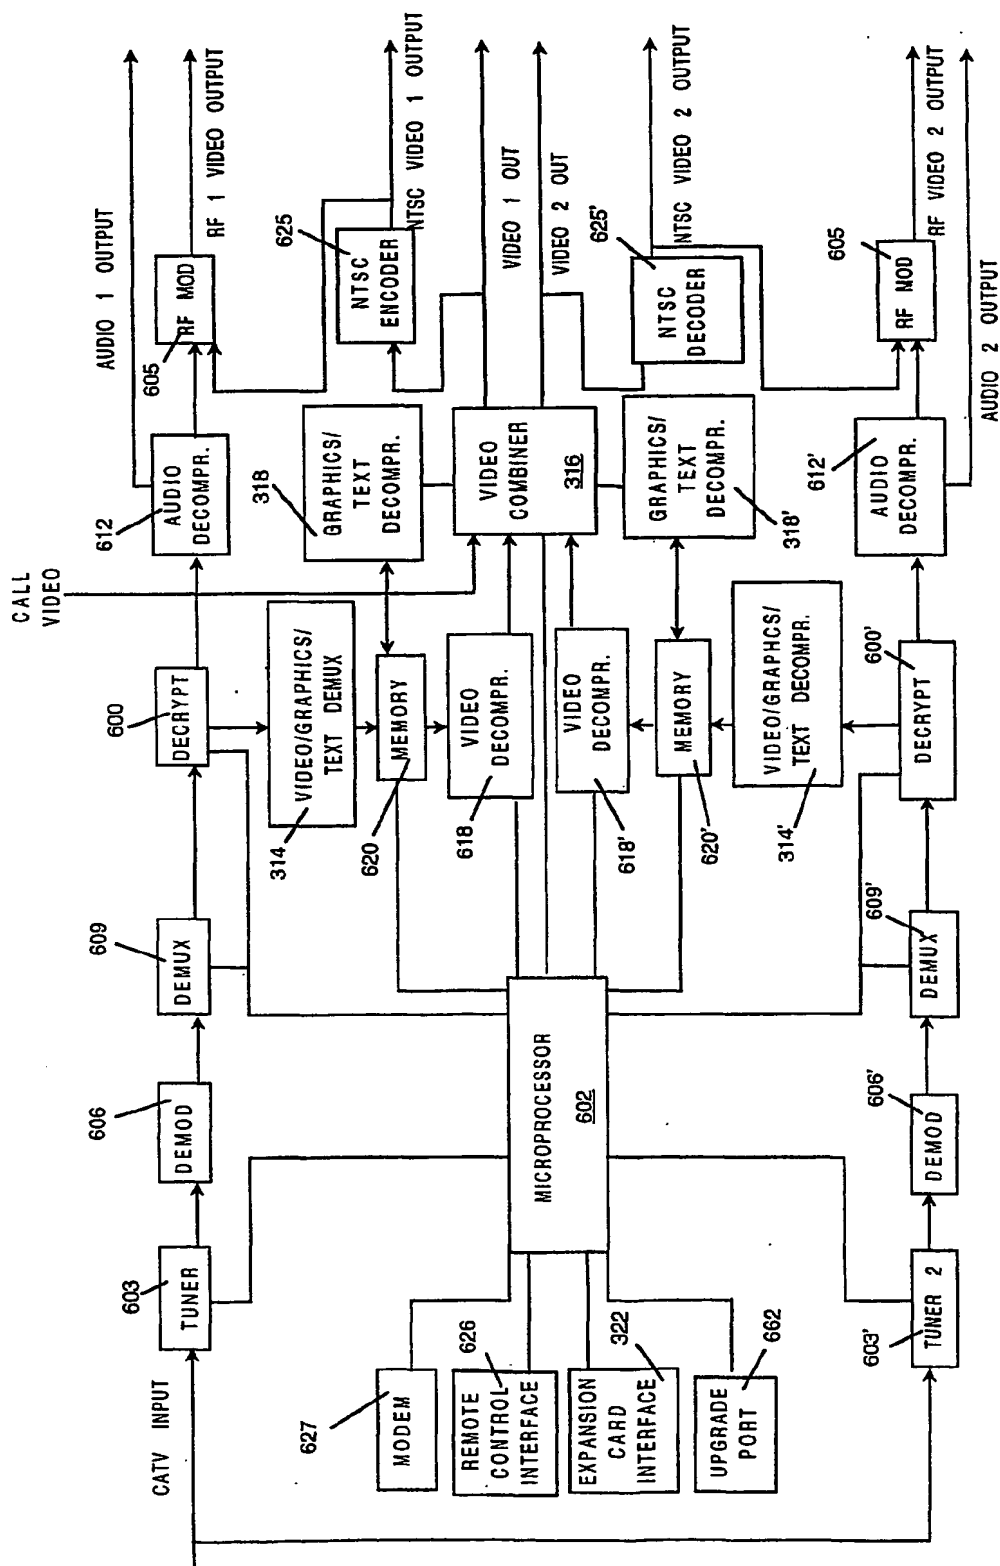 CATV INPUT
603
TUNER
606
DEMOD
609
DEMUX
600
DECRYPT
612
AUDIO
DECOMPR.
AUDIO 1 OUTPUT
605
RF MOD
RF 1 VIDEO OUTPUT
CALL
VIDEO
314
VIDEO/GRAPHICS/
TEXT DEMUX
318
GRAPHICS/
TEXT
DECOMPR.
625
NTSC
ENCODER
NTSC VIDEO 1 OUTPUT
620
MEMORY
618
VIDEO
DECOMPR.
VIDEO
COMBINER
316
VIDEO 1 OUT
VIDEO 2 OUT
627
MODEM
626
REMOTE
CONTROL
INTERFACE
322
EXPANSION
CARD
INTERFACE
662
UPGRADE
PORT
MICROPROCESSOR
602
618'
VIDEO
DECOMPR.
620'
MEMORY
318'
GRAPHICS/
TEXT
DECOMPR.
625'
NTSC
DECODER
NTSC VIDEO 2 OUTPUT
314'
VIDEO/GRAPHCS/
TEXT DECOMPR.
603'
TUNER 2
606'
DEMOD
609'
DEMUX
600'
DECRYPT
612'
AUDIO
DECOMPR.
605
RF MOD
RF VIDEO 2 OUTPUT
AUDIO 2 OUTPUT